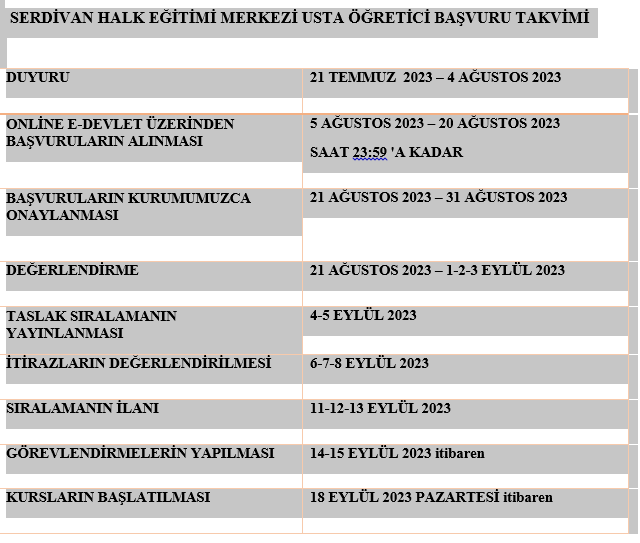 SERDİVAN HALK EĞİTİMİ MERKEZİ USTA ÖĞRETİCİ BAŞVURU TAKVİMİ
DUYURU
21 TEMMUZ 2023 – 4 AĞUSTOS 2023
ONLİNE E-DEVLET ÜZERİNDEN
BAŞVURULARIN ALINMASI
5 AĞUSTOS 2023 – 20 AĞUSTOS 2023
SAAT 23:59 'A KADAR
BAŞVURULARIN KURUMUMUZCA
ONAYLANMASI
21 AĞUSTOS 2023 – 31 AĞUSTOS 2023
DEĞERLENDİRME
21 AĞUSTOS 2023 – 1-2-3 EYLÜL 2023
TASLAK SIRALAMANIN
YAYINLANMASI
4-5 EYLÜL 2023
İTİRAZLARIN DEĞERLENDİRİLMESİ
6-7-8 EYLÜL 2023
SIRALAMANIN İLANI
11-12-13 EYLÜL 2023
GÖREVLENDİRMELERİN YAPILMASI
14-15 EYLÜL 2023 itibaren
KURSLARIN BAŞLATILMASI
18 EYLÜL 2023 PAZARTESİ itibaren